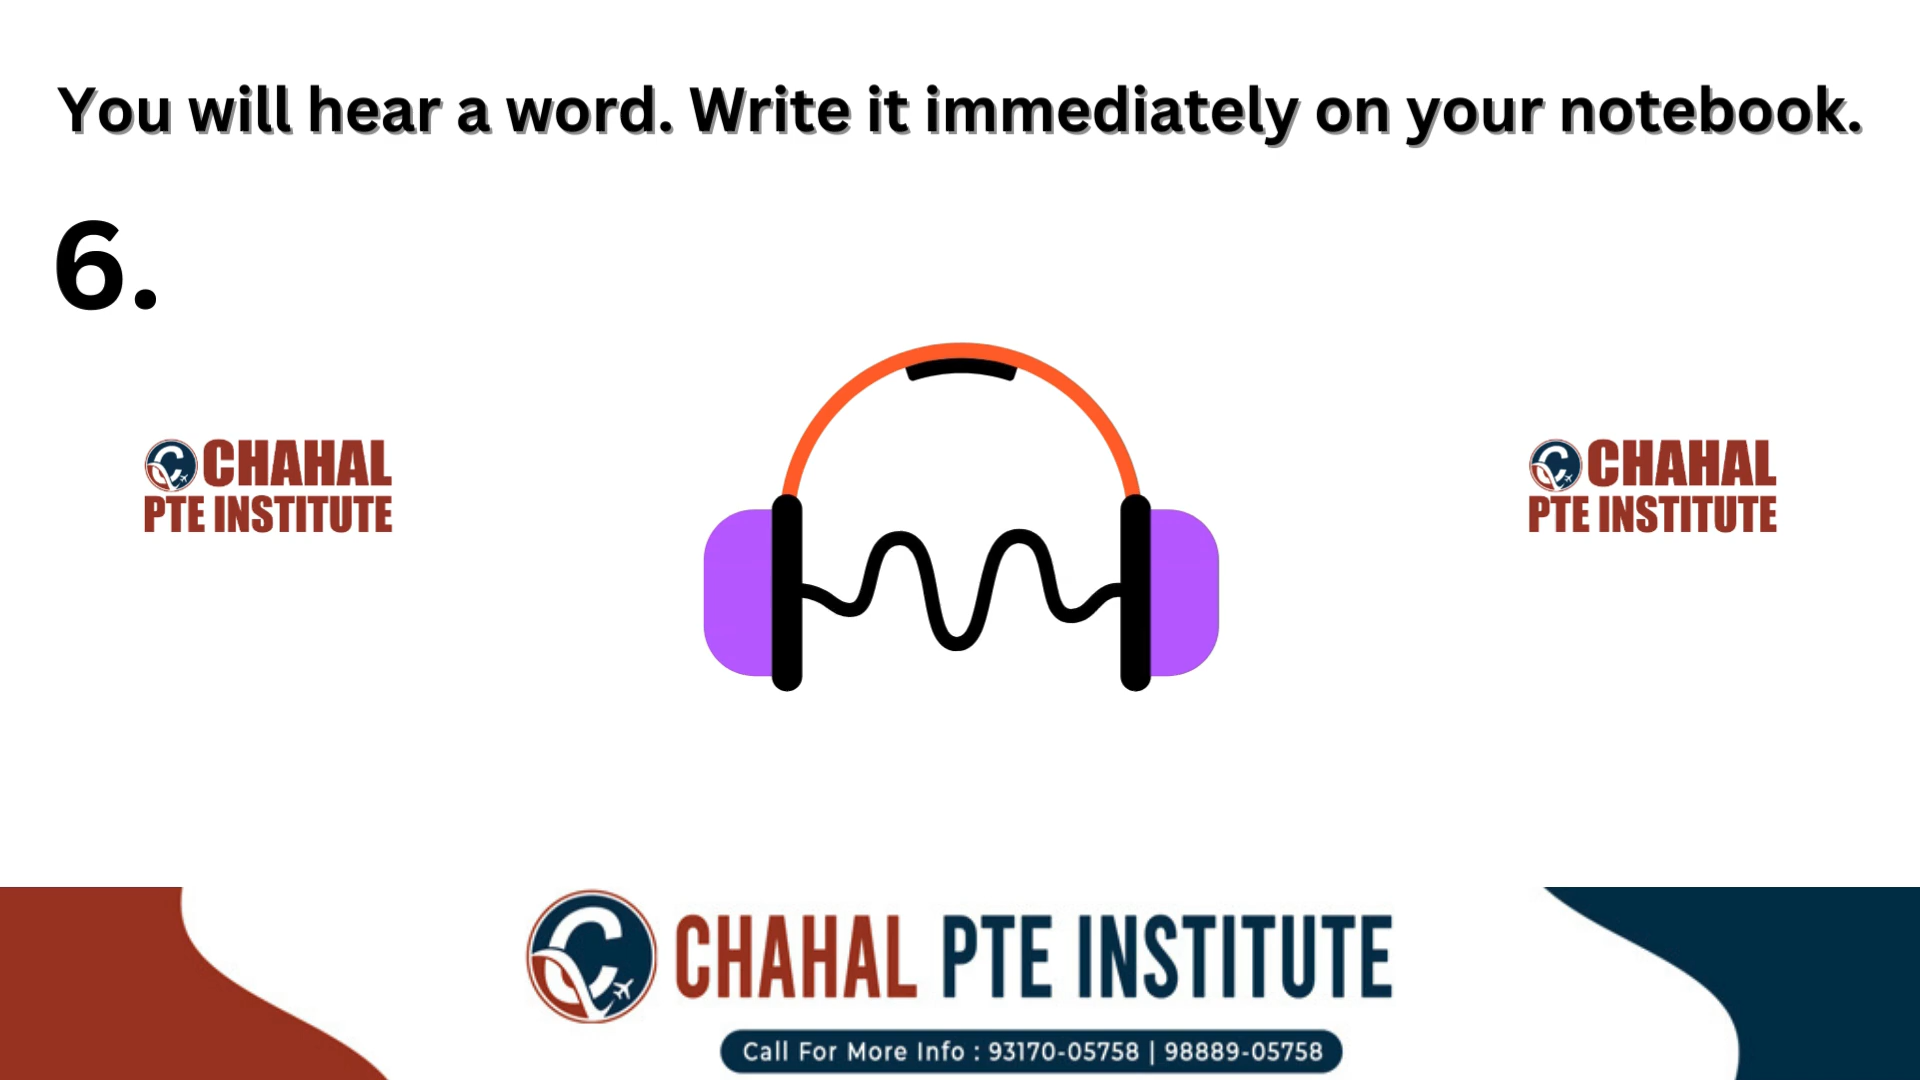 You will hear a word. Write it immediately on your notebook.
6.
CHAHAL
PTE INSTITUTE
CHAHAL
PTE INSTITUTE
CHAHAL PTE INSTITUTE
Call For More Info : 93170-05758 | 98889-05758